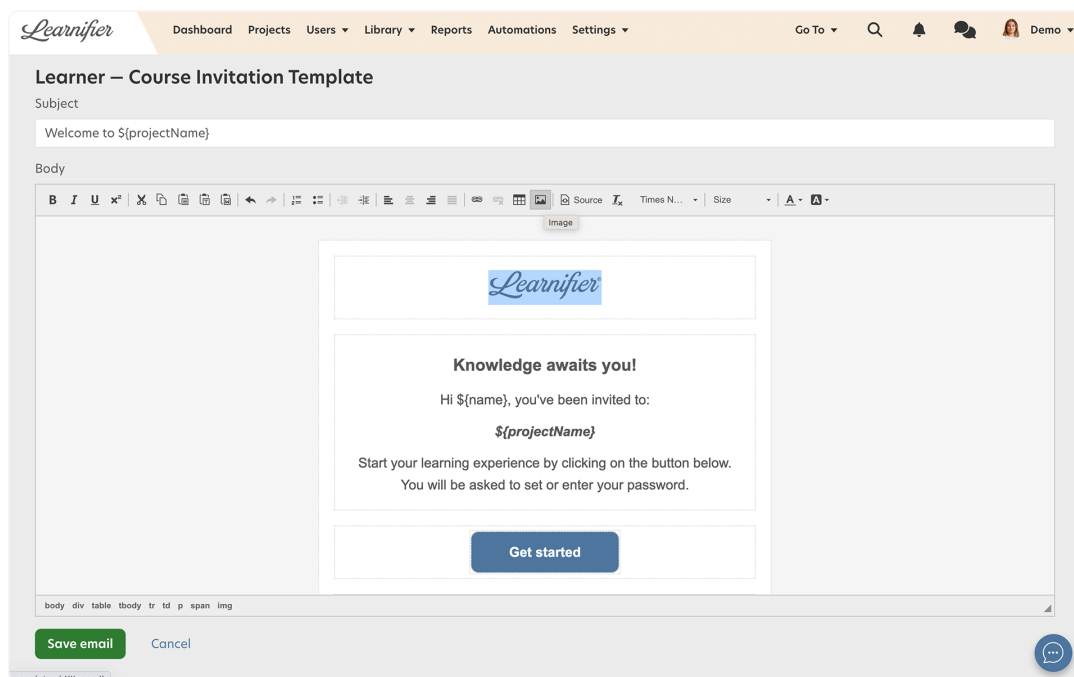 Learnifier Dashboard Projects Users Library Reports Automations Settings Go To Demo
Learner — Course Invitation Template
Subject
Welcome to ${projectName}
Body
B I U x² Source Tx Times N... Size A A
Image
Learnifier®
Knowledge awaits you!
Hi ${name}, you've been invited to:
${projectName}
Start your learning experience by clicking on the button below.
You will be asked to set or enter your password.
Get started
body div table tbody tr td p span img
Save email Cancel